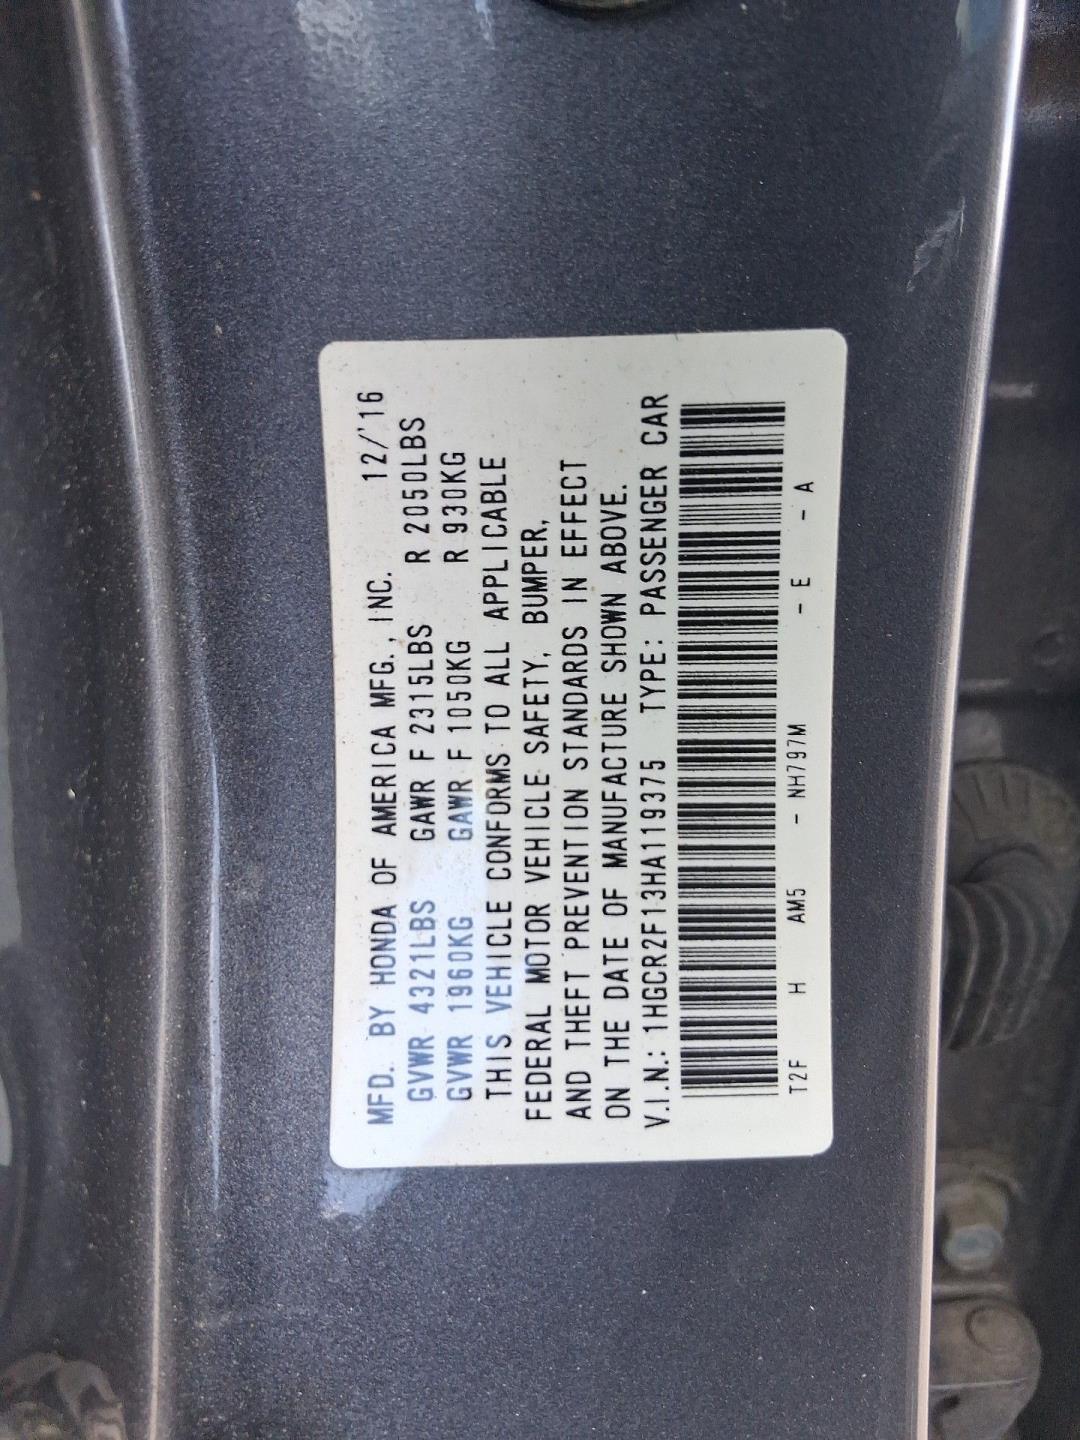 MFD. BY HONDA OF AMERICA MFG., INC. 12/'16
GVWR 4321LBS GAWR F 2315LBS R 2050LBS
GVWR 1960KG GAWR F 1050KG R 930KG
THIS VEHICLE CONFORMS TO ALL APPLICABLE
FEDERAL MOTOR VEHICLE SAFETY, BUMPER,
AND THEFT PREVENTION STANDARDS IN EFFECT
ON THE DATE OF MANUFACTURE SHOWN ABOVE.
V.I.N.: 1HGCR2F13HA119375 TYPE: PASSENGER CAR
T2F H AM5 - NH797M - E - A